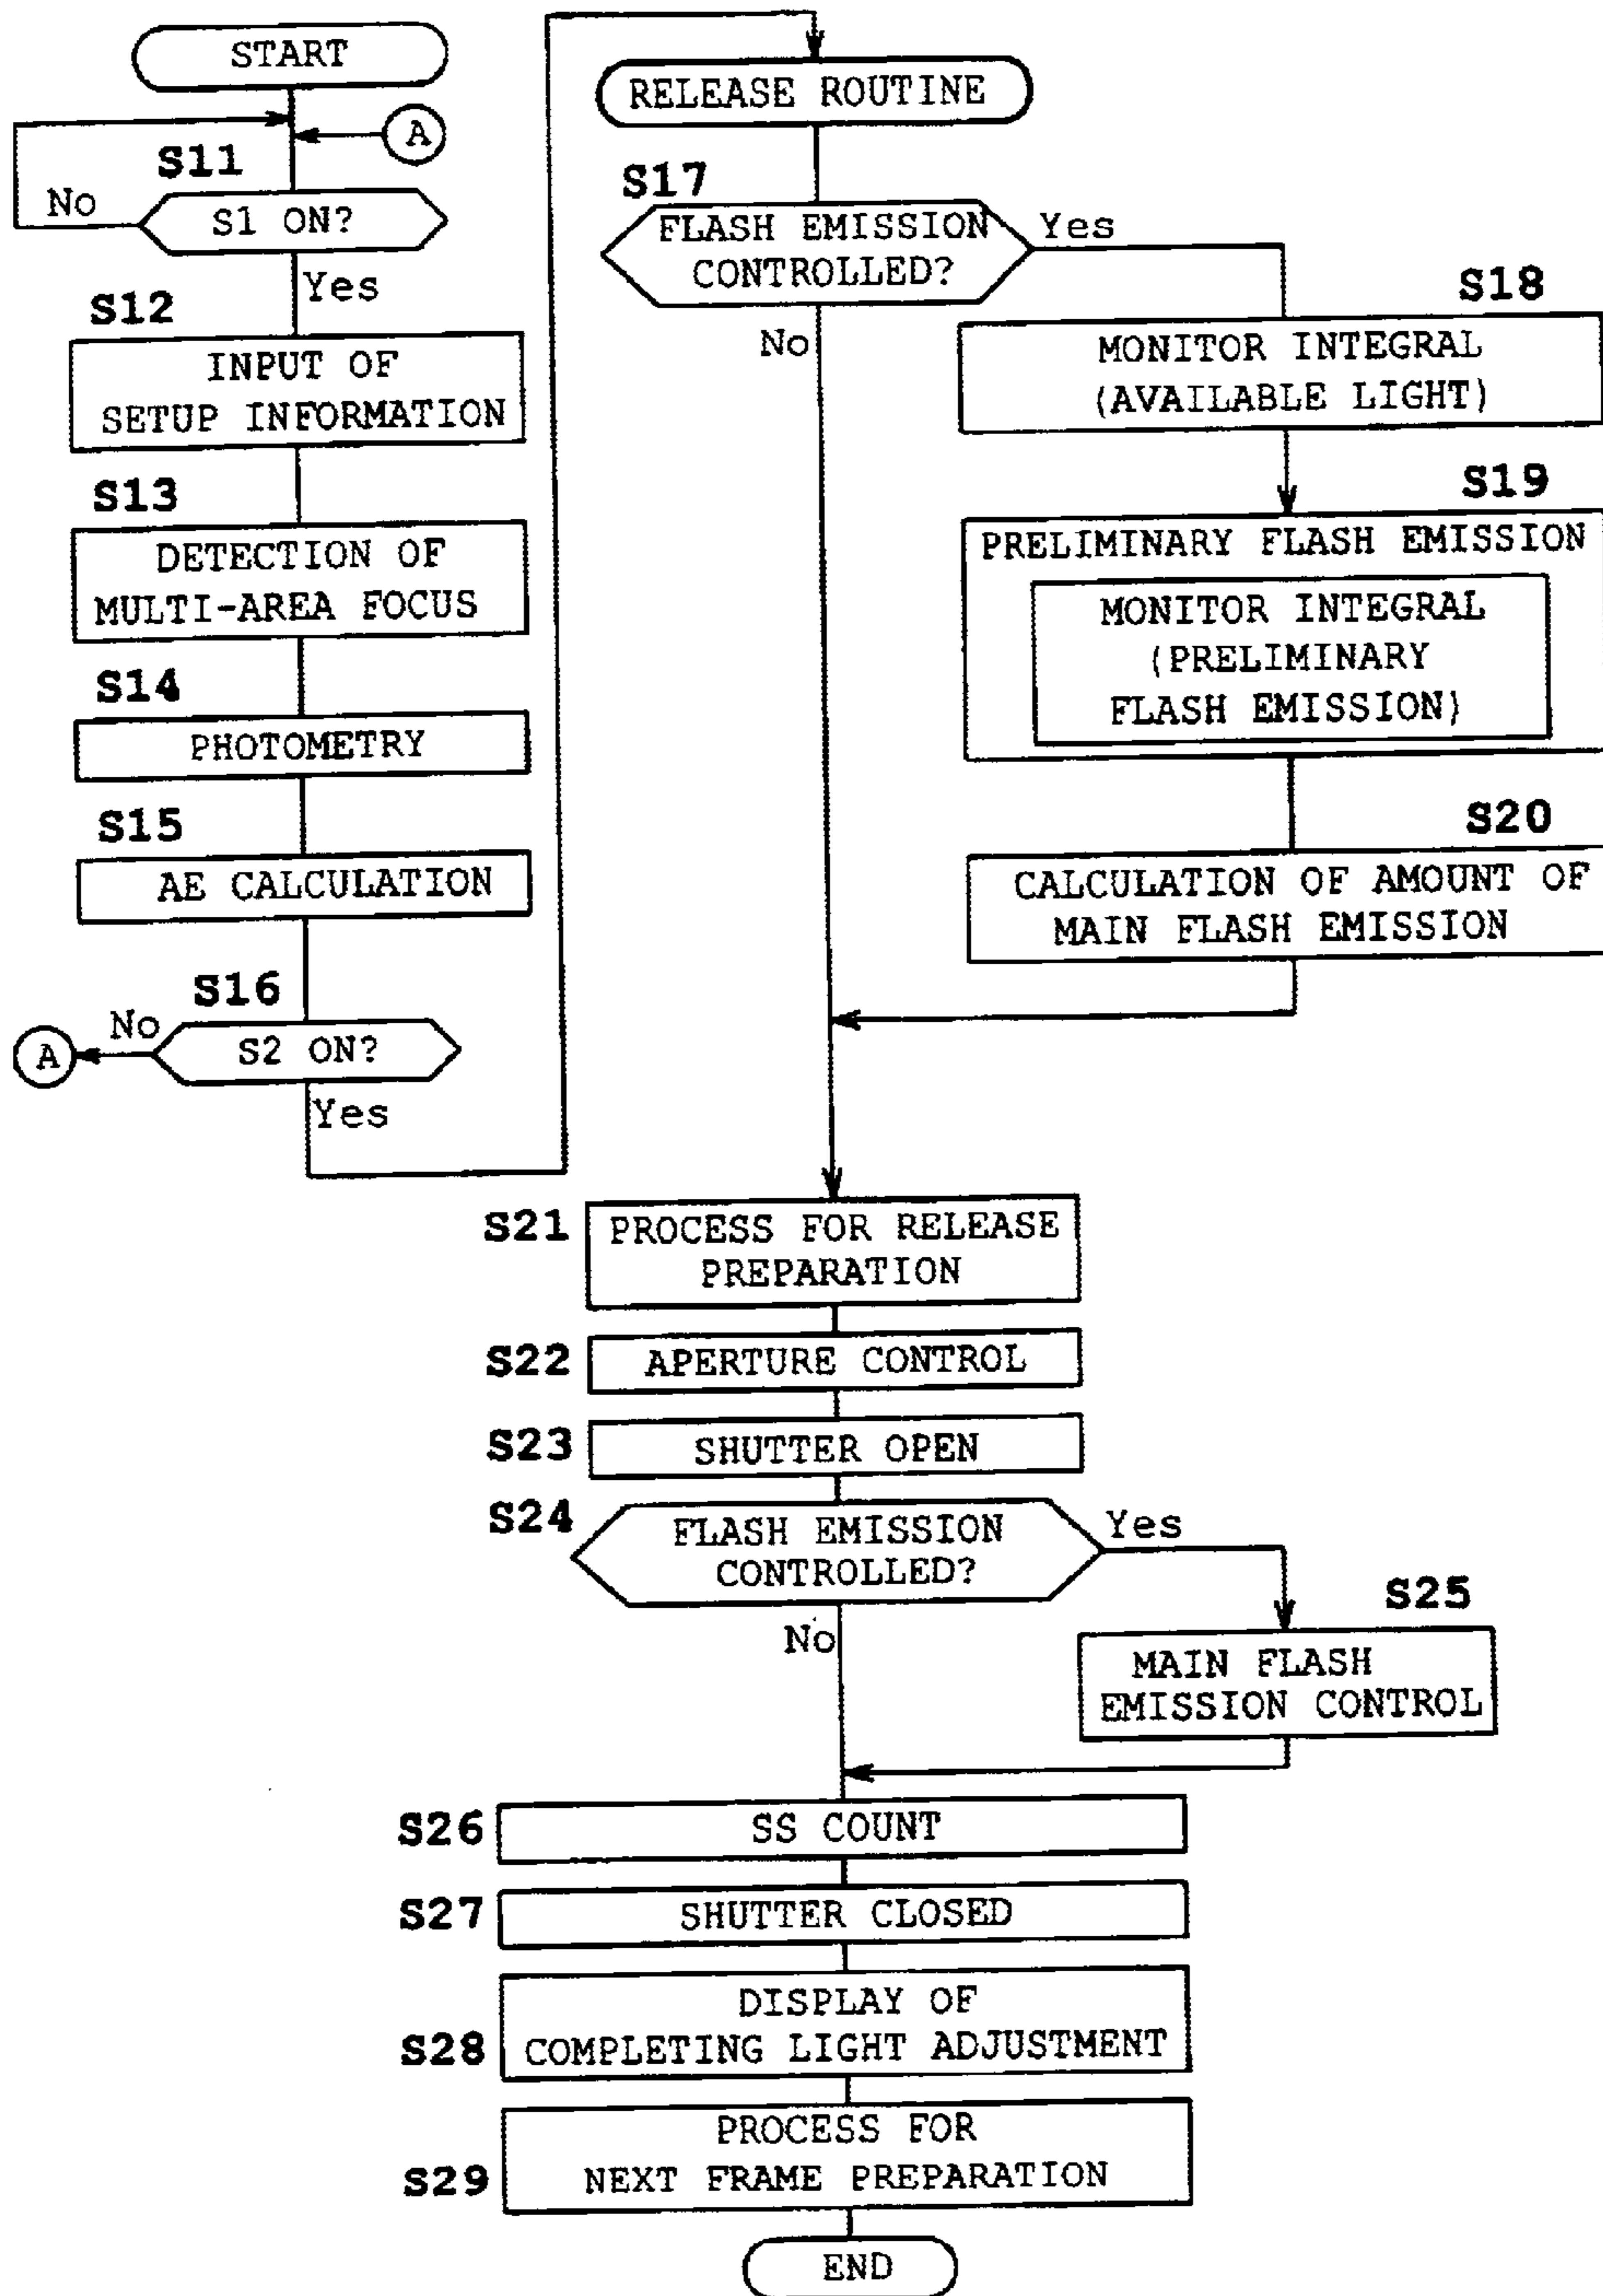 START
A
S11
No
S1 ON?
Yes
S12
INPUT OF
SETUP INFORMATION
S13
DETECTION OF
MULTI-AREA FOCUS
S14
PHOTOMETRY
S15
AE CALCULATION
S16
No
A
S2 ON?
Yes
RELEASE ROUTINE
S17
FLASH EMISSION
CONTROLLED?
Yes
No
S18
MONITOR INTEGRAL
(AVAILABLE LIGHT)
S19
PRELIMINARY FLASH EMISSION
MONITOR INTEGRAL
(PRELIMINARY
FLASH EMISSION)
S20
CALCULATION OF AMOUNT OF
MAIN FLASH EMISSION
S21
PROCESS FOR RELEASE
PREPARATION
S22
APERTURE CONTROL
S23
SHUTTER OPEN
S24
FLASH EMISSION
CONTROLLED?
Yes
No
S25
MAIN FLASH
EMISSION CONTROL
S26
SS COUNT
S27
SHUTTER CLOSED
S28
DISPLAY OF
COMPLETING LIGHT ADJUSTMENT
S29
PROCESS FOR
NEXT FRAME PREPARATION
END